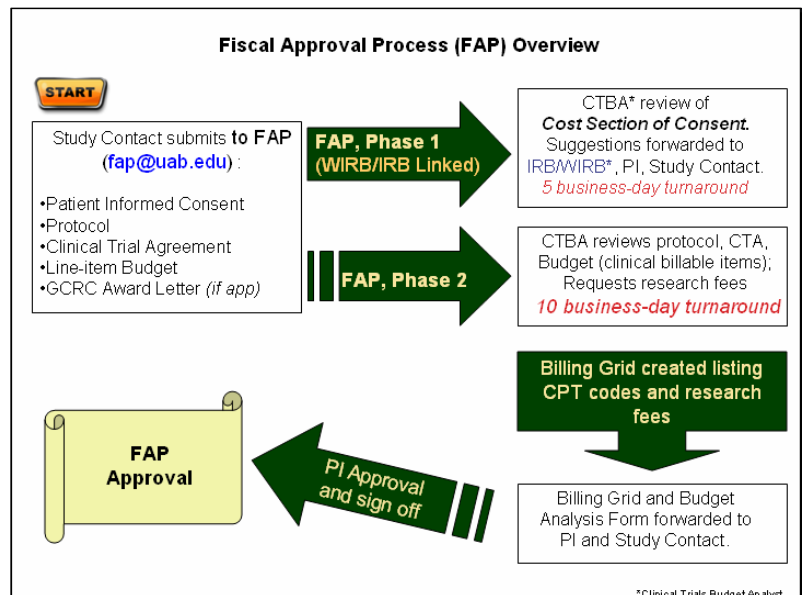 Fiscal Approval Process (FAP) Overview
START
Study Contact submits to FAP
(fap@uab.edu) :
•Patient Informed Consent
•Protocol
•Clinical Trial Agreement
•Line-item Budget
•GCRC Award Letter (if app)
FAP, Phase 1
(WIRB/IRB Linked)
CTBA* review of
Cost Section of Consent.
Suggestions forwarded to
IRB/WIRB*, PI, Study Contact.
5 business-day turnaround
FAP, Phase 2
CTBA reviews protocol, CTA,
Budget (clinical billable items);
Requests research fees
10 business-day turnaround
Billing Grid created listing
CPT codes and research
fees
Billing Grid and Budget
Analysis Form forwarded to
PI and Study Contact.
PI Approval
and sign off
FAP
Approval
*Clinical Trials Budget Analyst